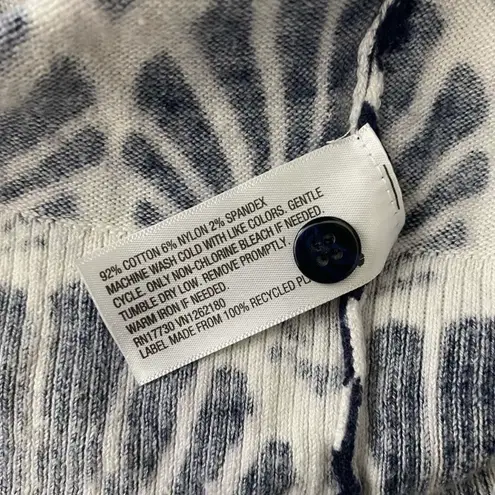 92% COTTON 6% NYLON 2% SPANDEX
MACHINE WASH COLD WITH LIKE COLORS. GENTLE
CYCLE. ONLY NON-CHLORINE BLEACH IF NEEDED.
TUMBLE DRY LOW. REMOVE PROMPTLY.
WARM IRON IF NEEDED.
RN17730 VN1262180
LABEL MADE FROM 100% RECYCLED